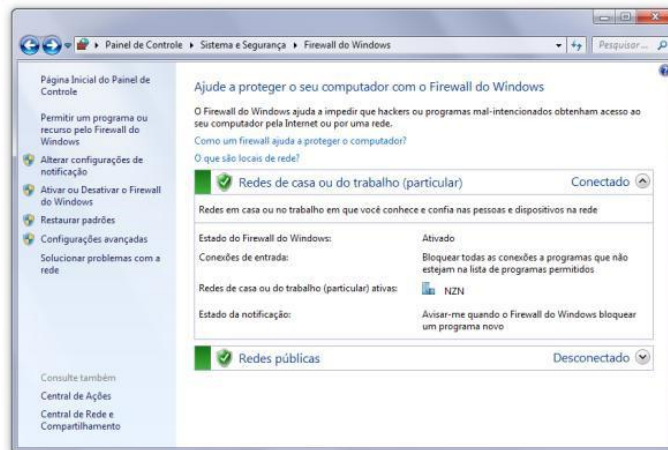 Painel de Controle ▸ Sistema e Segurança ▸ Firewall do Windows
Pesquisar ...
Página Inicial do Painel de
Controle
Permitir um programa ou
recurso pelo Firewall do
Windows
Alterar configurações de
notificação
Ativar ou Desativar o Firewall
do Windows
Restaurar padrões
Configurações avançadas
Solucionar problemas com a
rede
Consulte também
Central de Ações
Central de Rede e
Compartilhamento
Ajude a proteger o seu computador com o Firewall do Windows
O Firewall do Windows ajuda a impedir que hackers ou programas mal-intencionados obtenham acesso ao
seu computador pela Internet ou por uma rede.
Como um firewall ajuda a proteger o computador?
O que são locais de rede?
Redes de casa ou do trabalho (particular) Conectado
Redes em casa ou no trabalho em que você conhece e confia nas pessoas e dispositivos na rede
Estado do Firewall do Windows: Ativado
Conexões de entrada: Bloquear todas as conexões a programas que não
estejam na lista de programas permitidos
Redes de casa ou do trabalho (particular) ativas: NZN
Estado da notificação: Avisar-me quando o Firewall do Windows bloquear
um programa novo
Redes públicas Desconectado